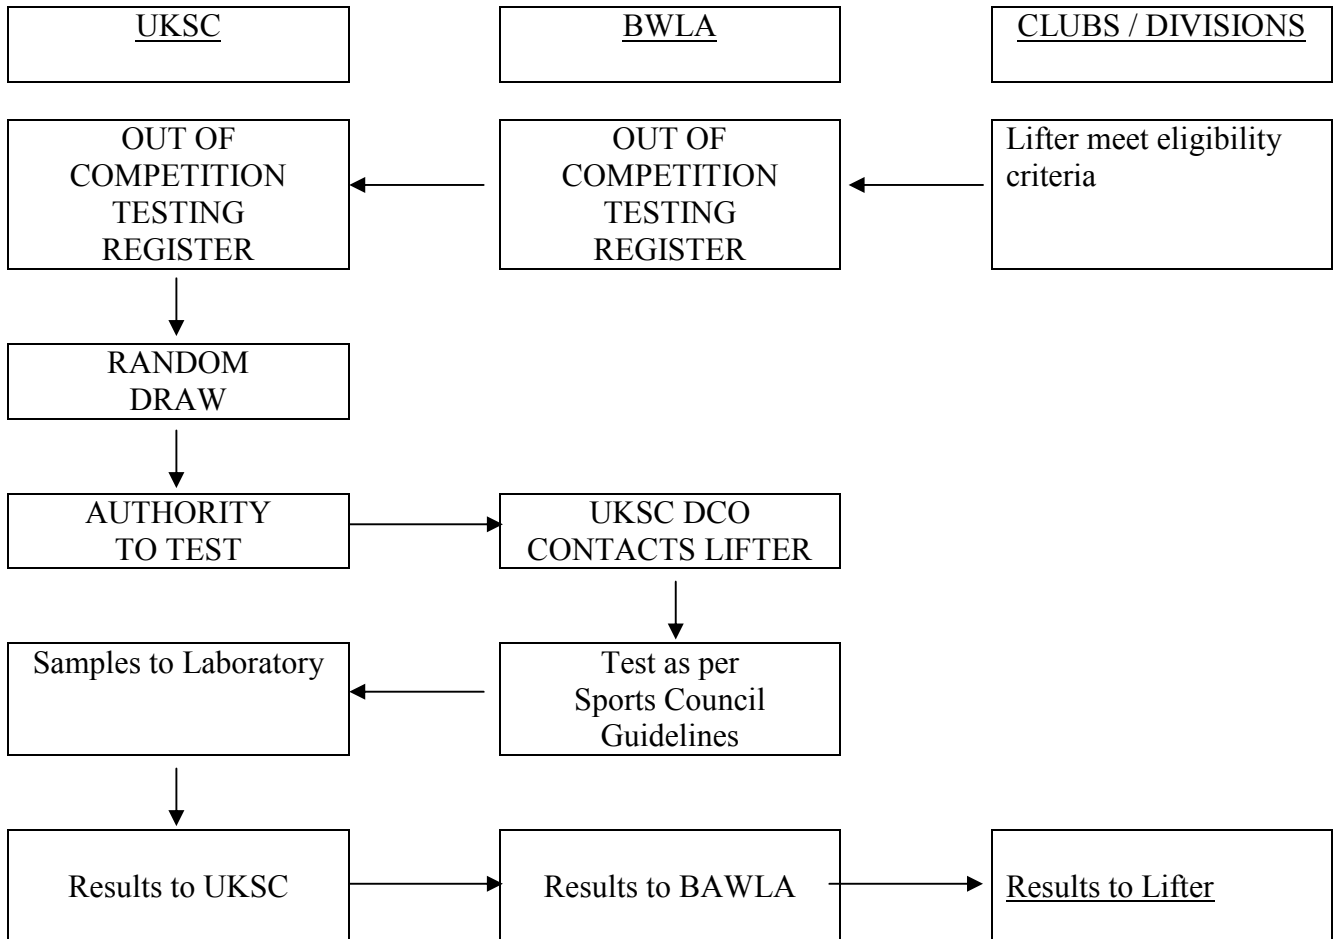 UKSC
BWLA
CLUBS / DIVISIONS
OUT OF
COMPETITION
TESTING
REGISTER
OUT OF
COMPETITION
TESTING
REGISTER
Lifter meet eligibility
criteria
RANDOM
DRAW
AUTHORITY
TO TEST
UKSC DCO
CONTACTS LIFTER
Samples to Laboratory
Test as per
Sports Council
Guidelines
Results to UKSC
Results to BAWLA
Results to Lifter